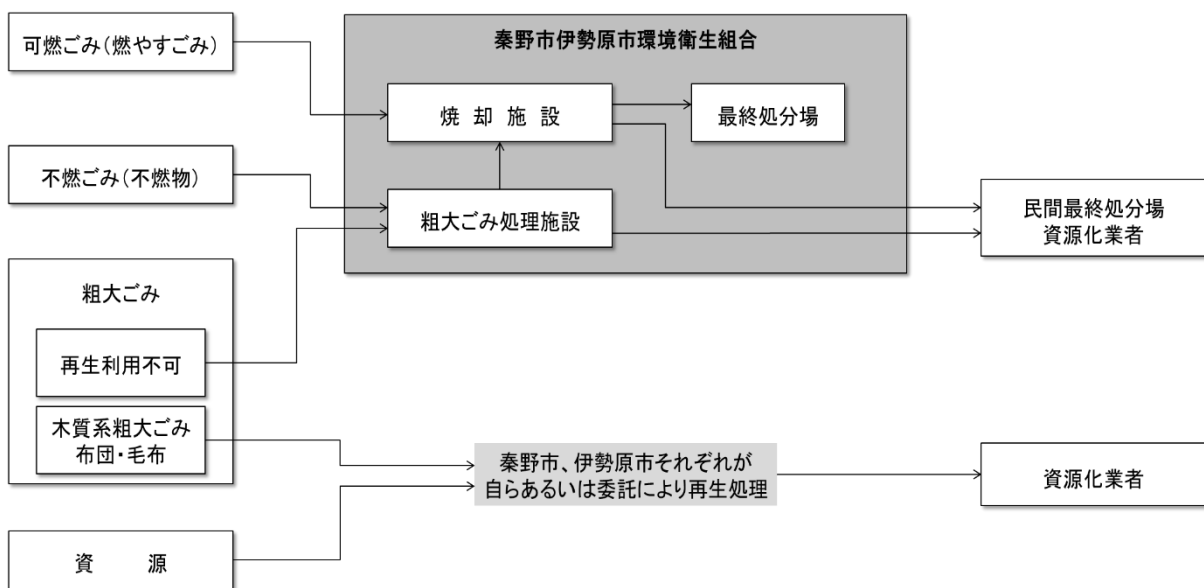 可燃ごみ(燃やすごみ)
秦野市伊勢原市環境衛生組合
焼却施設
最終処分場
不燃ごみ(不燃物)
粗大ごみ処理施設
民間最終処分場
資源化業者
粗大ごみ
再生利用不可
木質系粗大ごみ
布団・毛布
秦野市、伊勢原市それぞれが
自らあるいは委託により再生処理
資源化業者
資源